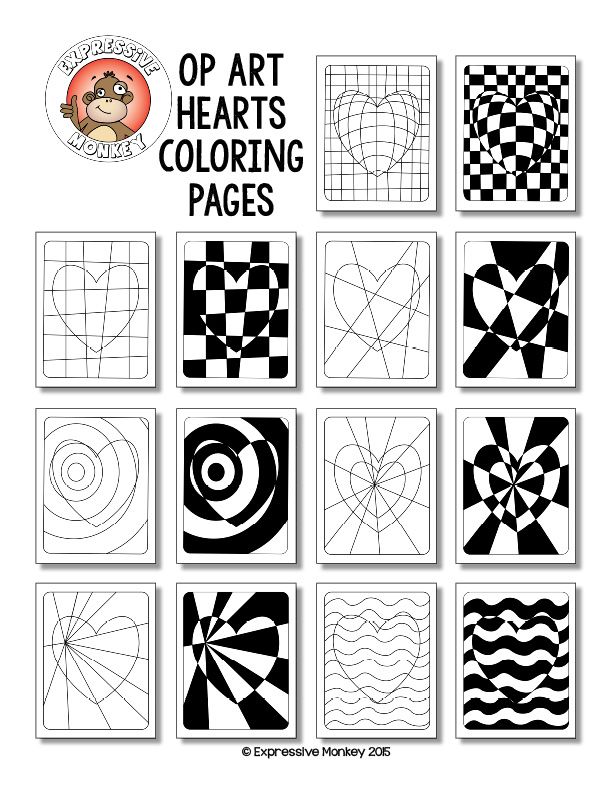 EXPRESSIVE
MONKEY
OP ART
HEARTS
COLORING
PAGES
© Expressive Monkey 2015